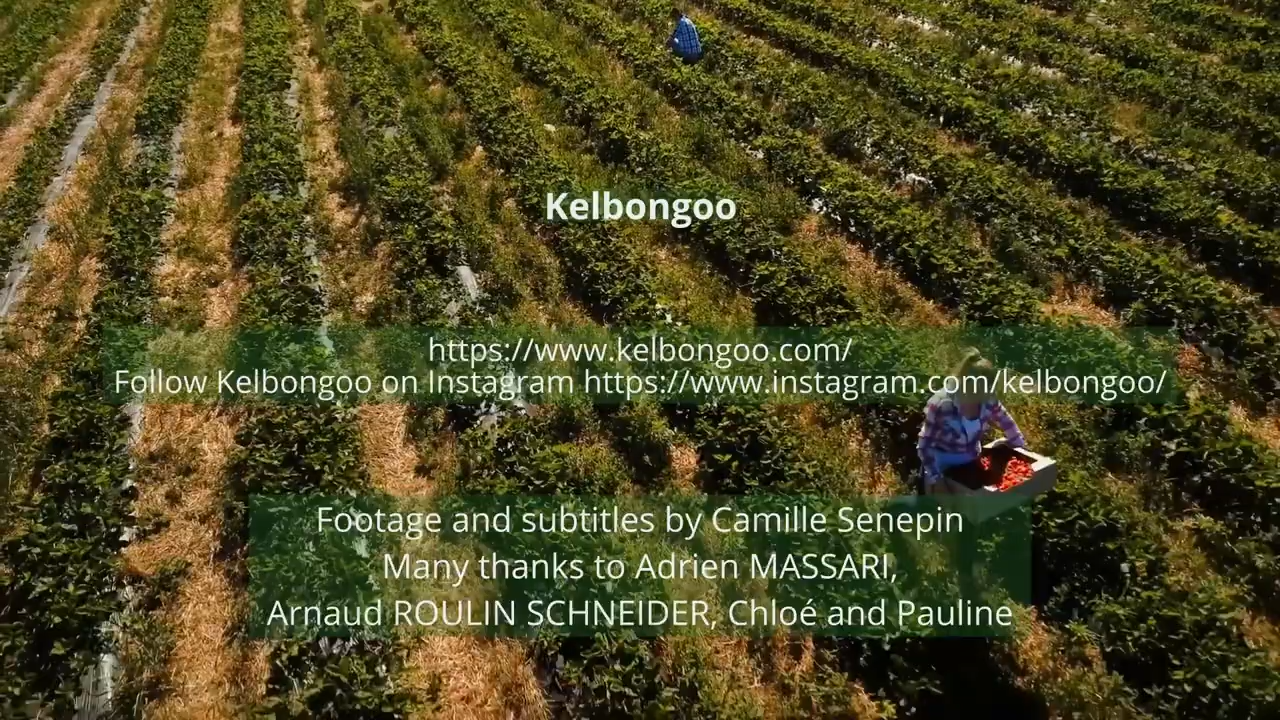 Kelbongoo
https://www.kelbongoo.com/
Follow Kelbongoo on Instagram https://www.instagram.com/kelbongoo/
Footage and subtitles by Camille Senepin
Many thanks to Adrien MASSARI,
Arnaud ROULIN SCHNEIDER, Chloé and Pauline